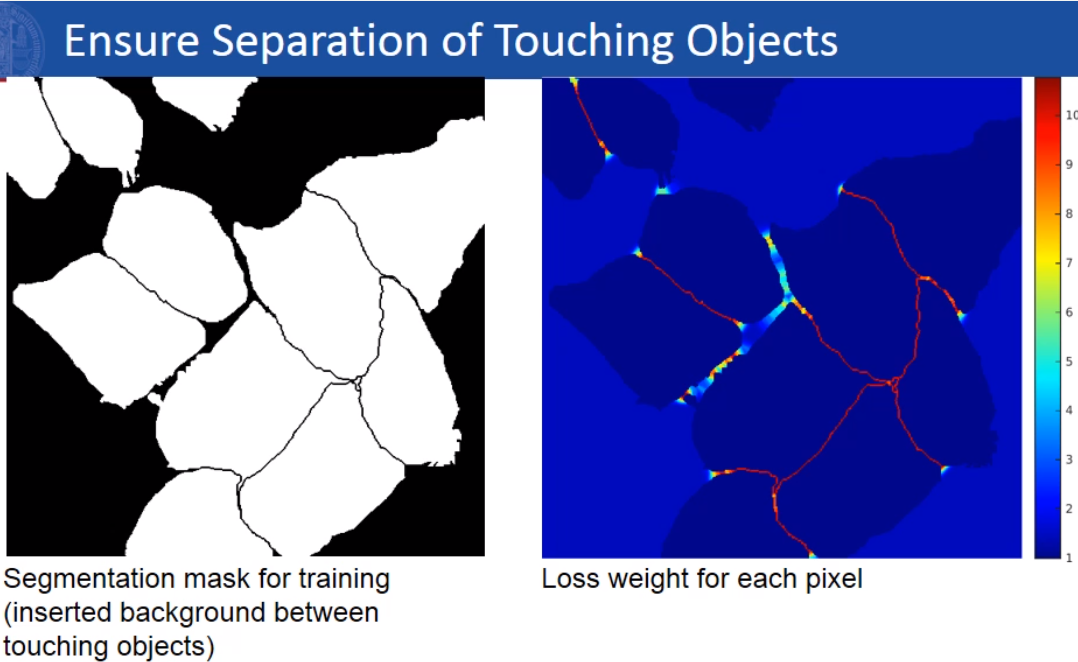 Ensure Separation of Touching Objects
10
9
8
7
6
5
4
3
2
1
Segmentation mask for training
(inserted background between
touching objects)
Loss weight for each pixel